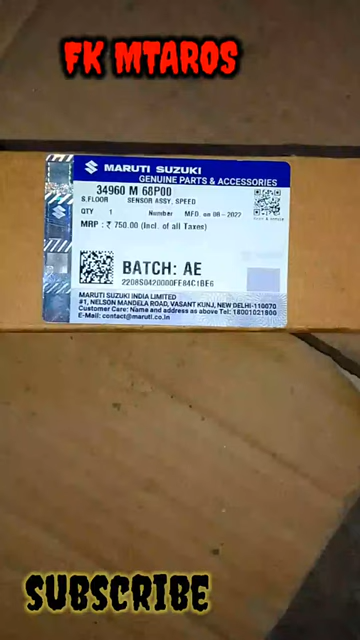 FK MTAROS
MARUTI SUZUKI
GENUINE PARTS & ACCESSORIES
34960 M 68P00
S.FLOOR SENSOR ASSY, SPEED
QTY 1 Number MFD. on 08-2022
MRP : ₹ 750.00 (Incl. of all Taxes)
BATCH: AE
2208S0420000FF84C1BE6
MARUTI SUZUKI INDIA LIMITED
#1, NELSON MANDELA ROAD, VASANT KUNJ, NEW DELHI-110070
Customer Care: Name and address as above Tel: 18001021800
E-Mail: contact@maruti.co.in
SUBSCRIBE